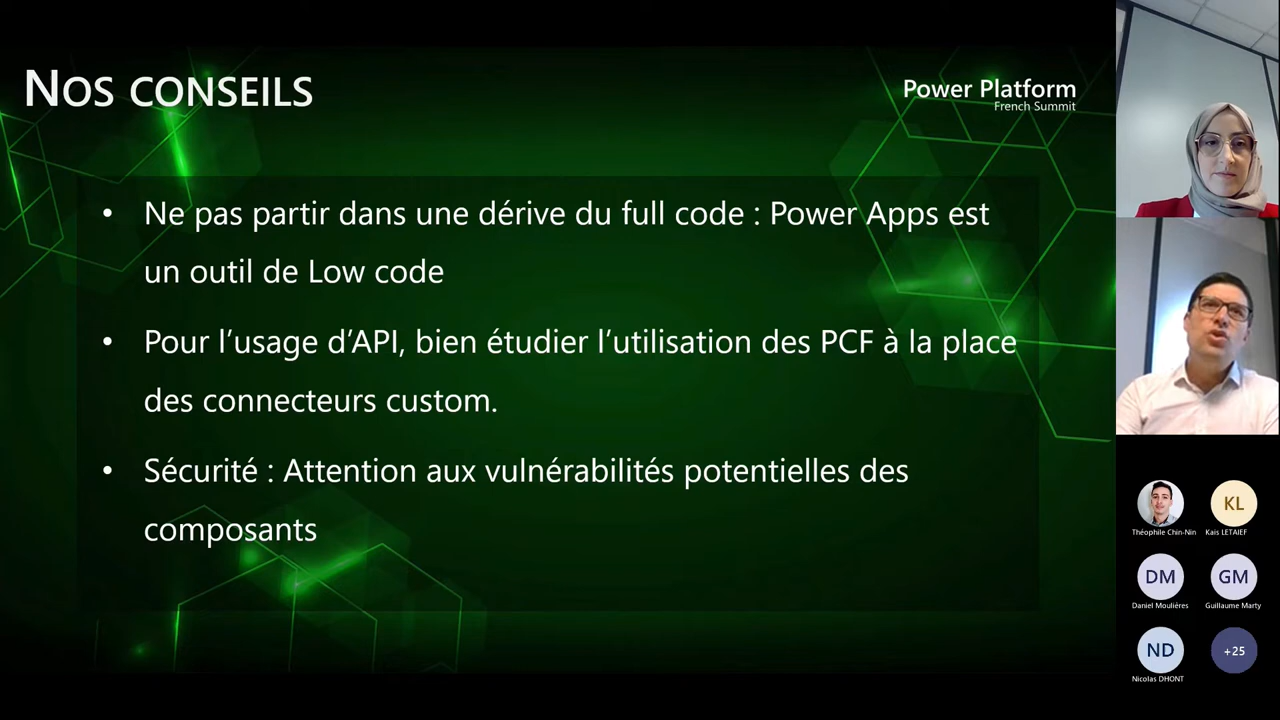 Nos conseils
Power Platform
French Summit
• Ne pas partir dans une dérive du full code : Power Apps est
un outil de Low code
• Pour l’usage d’API, bien étudier l’utilisation des PCF à la place
des connecteurs custom.
• Sécurité : Attention aux vulnérabilités potentielles des
composants
KL
Théophile Chin-Nin
Kais LETAIEF
DM
GM
Daniel Moulières
Guillaume Marty
ND
+25
Nicolas DHONT